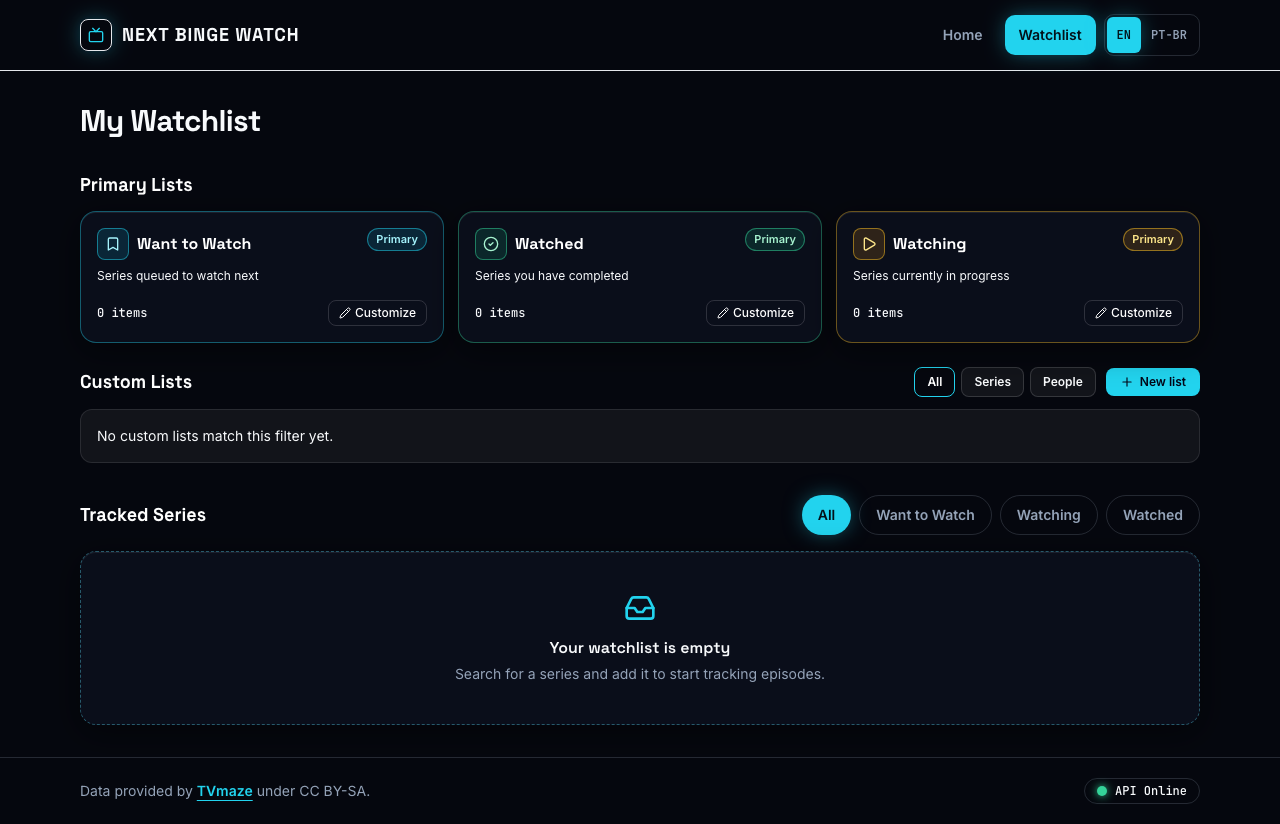 NEXT BINGE WATCH
Home
Watchlist
EN
PT-BR
My Watchlist
Primary Lists
Want to Watch
Primary
Series queued to watch next
0 items
Customize
Watched
Primary
Series you have completed
0 items
Customize
Watching
Primary
Series currently in progress
0 items
Customize
Custom Lists
All
Series
People
New list
No custom lists match this filter yet.
Tracked Series
All
Want to Watch
Watching
Watched
Your watchlist is empty
Search for a series and add it to start tracking episodes.
Data provided by TVmaze under CC BY-SA.
API Online